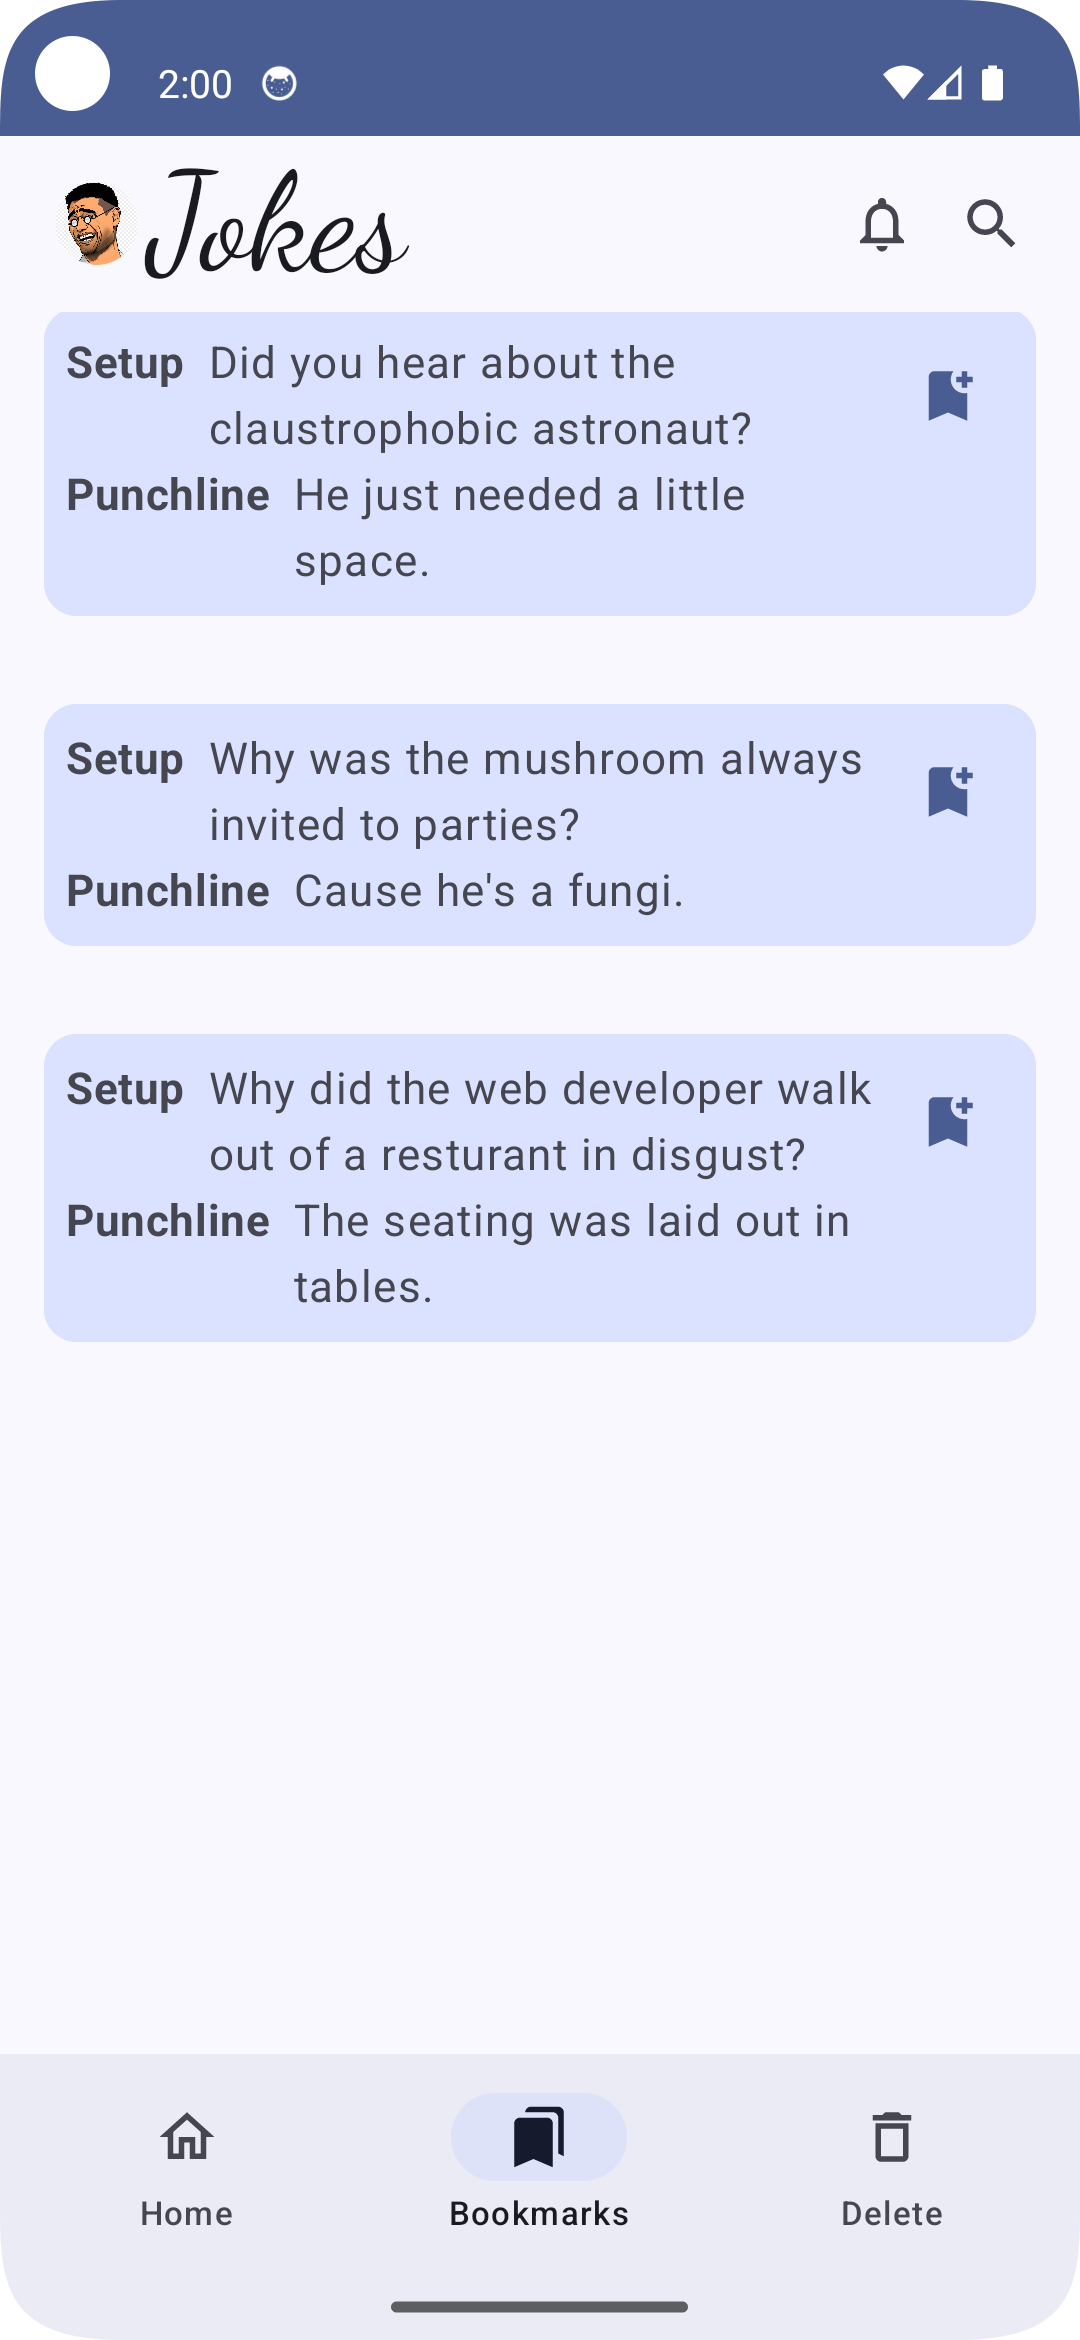 2:00
Jokes
Setup Did you hear about the
claustrophobic astronaut?
Punchline He just needed a little
space.
Setup Why was the mushroom always
invited to parties?
Punchline Cause he's a fungi.
Setup Why did the web developer walk
out of a resturant in disgust?
Punchline The seating was laid out in
tables.
Home Bookmarks Delete